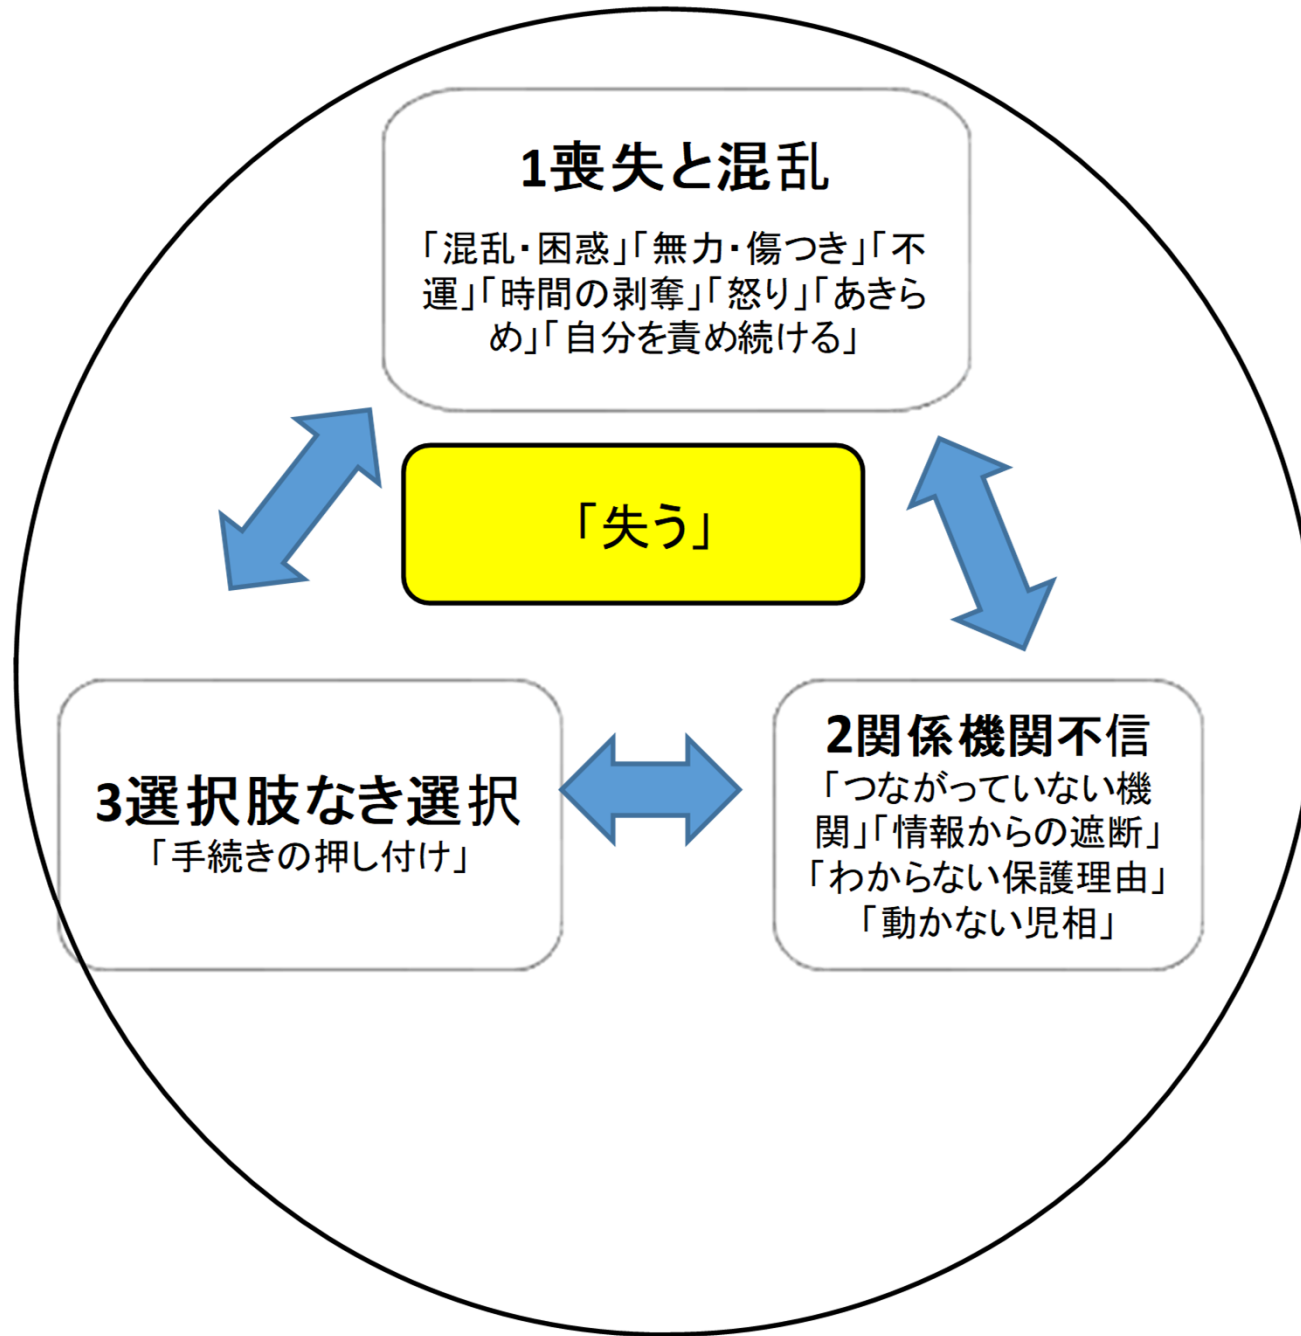 1喪失と混乱
「混乱・困惑」「無力・傷つき」「不
運」「時間の剥奪」「怒り」「あきら
め」「自分を責め続ける」
「失う」
2関係機関不信
「つながっていない機
関」「情報からの遮断」
「わからない保護理由」
「動かない児相」
3選択肢なき選択
「手続きの押し付け」